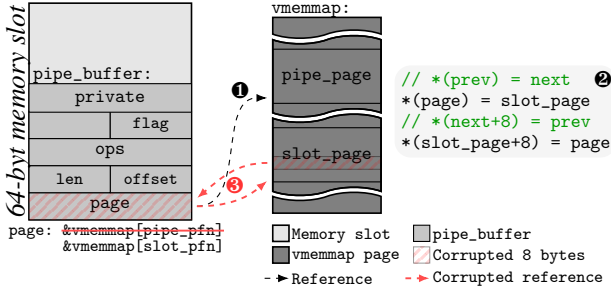 64-byt memory slot
pipe_buffer:
private
flag
ops
len offset
page
page: &vmemmap[pipe_pfn]
&vmemmap[slot_pfn]
vmemmap:
pipe_page
slot_page
❶
❸
// *(prev) = next ❷
*(page) = slot_page
// *(next+8) = prev
*(slot_page+8) = page
Memory slot pipe_buffer
vmemmap page Corrupted 8 bytes
Reference Corrupted reference